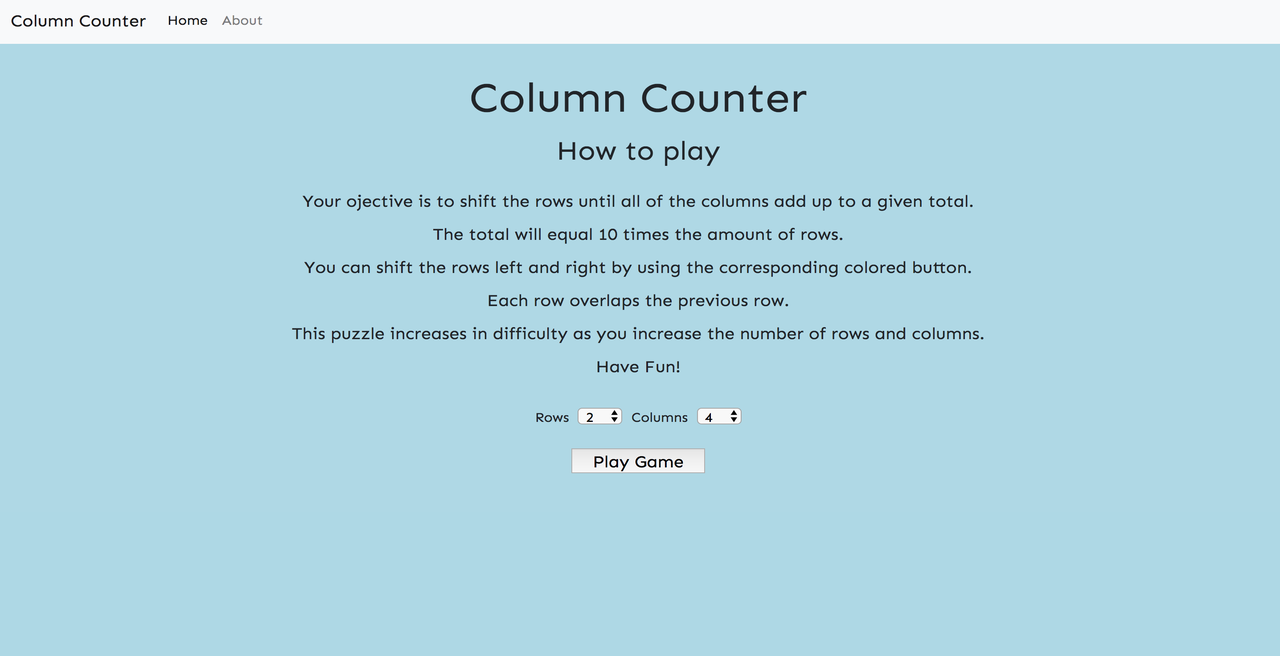 Column Counter Home About
Column Counter
How to play
Your ojective is to shift the rows until all of the columns add up to a given total.
The total will equal 10 times the amount of rows.
You can shift the rows left and right by using the corresponding colored button.
Each row overlaps the previous row.
This puzzle increases in difficulty as you increase the number of rows and columns.
Have Fun!
Rows 2 Columns 4
Play Game